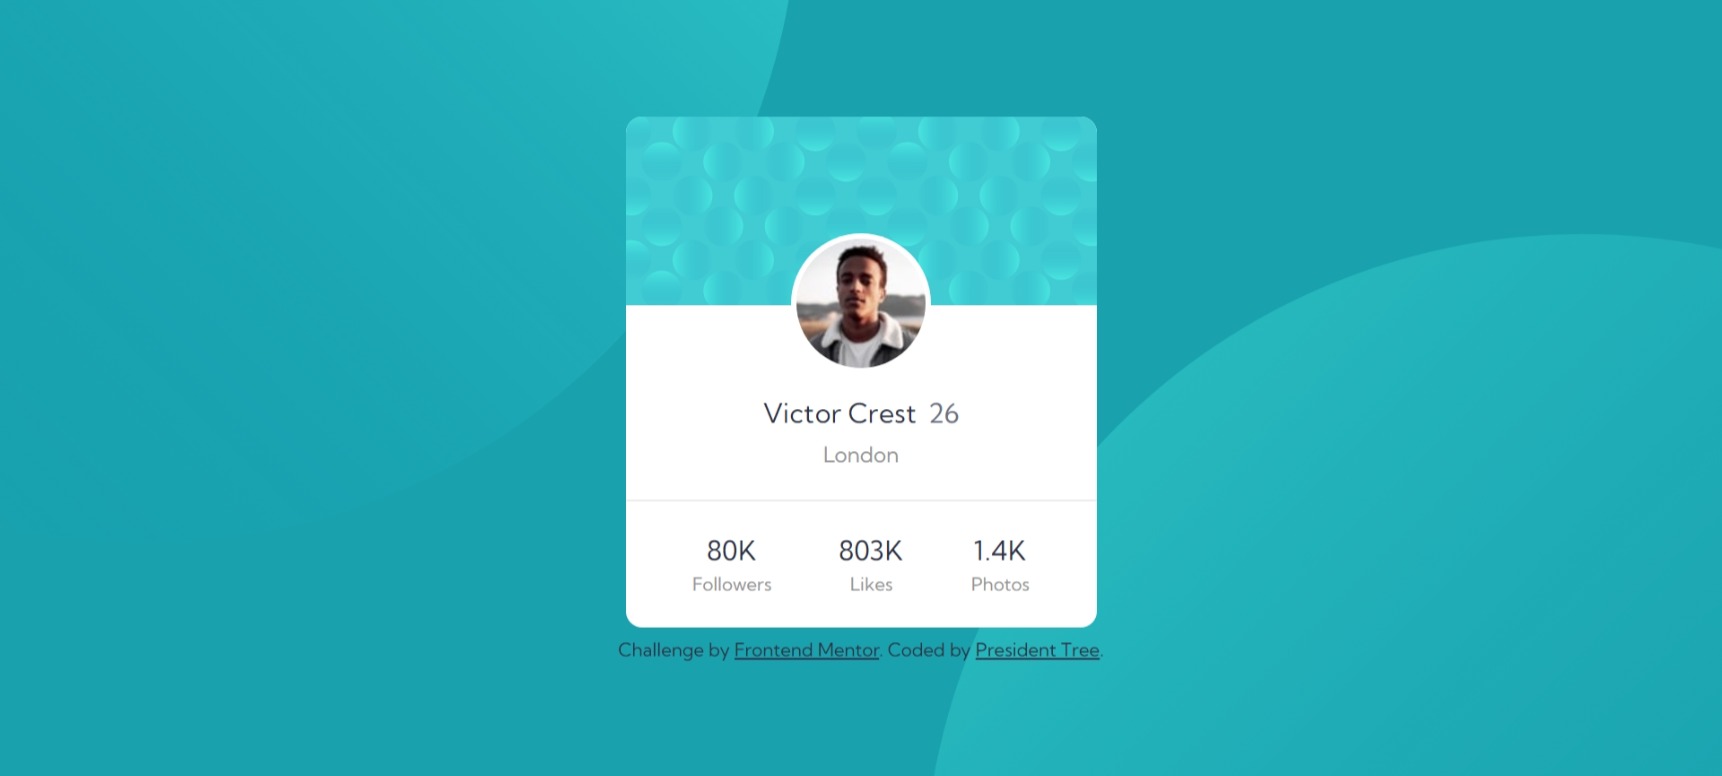 Victor Crest 26
London
80K 803K 1.4K
Followers Likes Photos
Challenge by Frontend Mentor. Coded by President Tree.